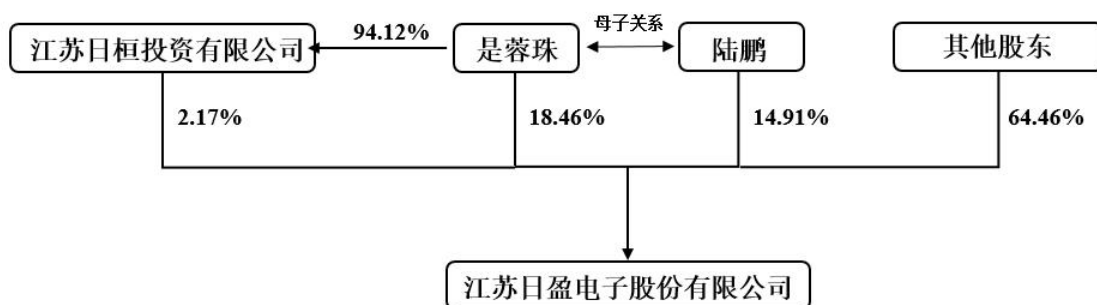 母子关系
94.12%
江苏日桓投资有限公司
是蓉珠
陆鹏
其他股东
2.17%
18.46%
14.91%
64.46%
江苏日盈电子股份有限公司